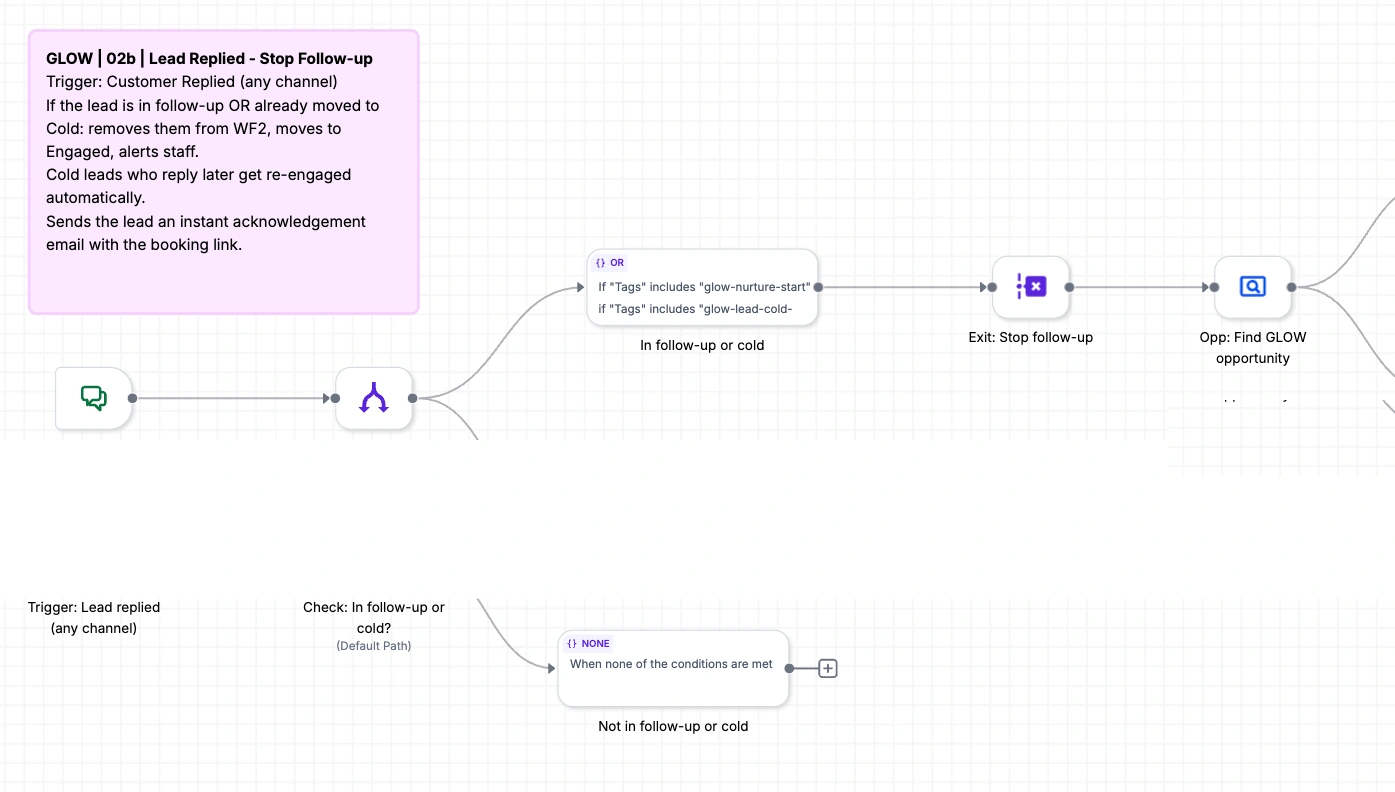 GLOW | 02b | Lead Replied - Stop Follow-up
Trigger: Customer Replied (any channel)
If the lead is in follow-up OR already moved to
Cold: removes them from WF2, moves to
Engaged, alerts staff.
Cold leads who reply later get re-engaged
automatically.
Sends the lead an instant acknowledgement
email with the booking link.
{} OR
If "Tags" includes "glow-nurture-start"
if "Tags" includes "glow-lead-cold-
In follow-up or cold
Exit: Stop follow-up
Opp: Find GLOW
opportunity
Trigger: Lead replied
(any channel)
Check: In follow-up or
cold?
(Default Path)
{} NONE
When none of the conditions are met
Not in follow-up or cold